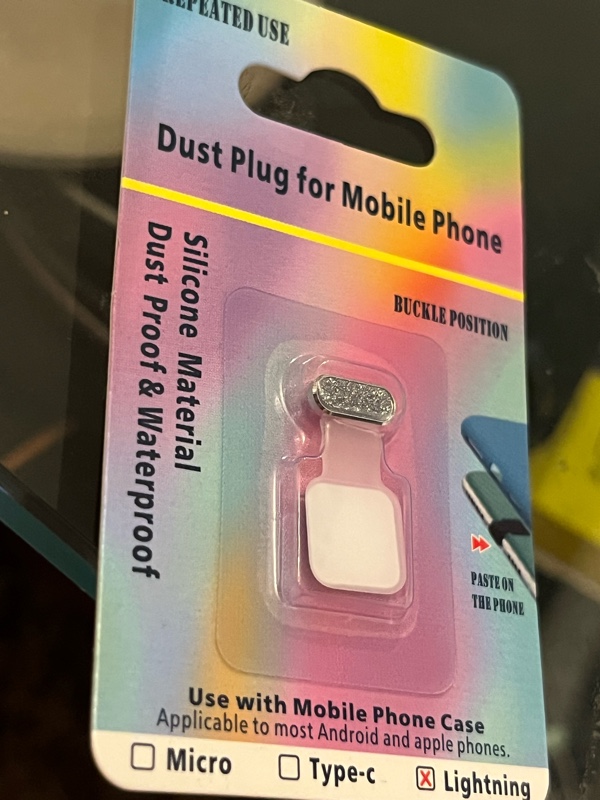 REPEATED USE
Dust Plug for Mobile Phone
Silicone Material
Dust Proof & Waterproof
BUCKLE POSITION
PASTE ON
THE PHONE
Use with Mobile Phone Case
Applicable to most Android and apple phones.
Micro
Type-c
Lightning